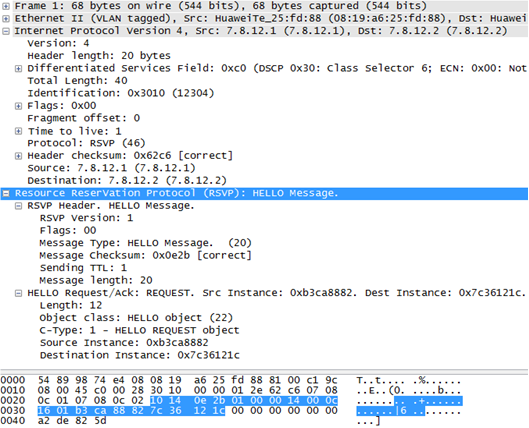 Frame 1: 68 bytes on wire (544 bits), 68 bytes captured (544 bits)
Ethernet II (VLAN tagged), Src: HuaweiTe_25:fd:88 (08:19:a6:25:fd:88), Dst: Huawei
Internet Protocol Version 4, Src: 7.8.12.1 (7.8.12.1), Dst: 7.8.12.2 (7.8.12.2)
Version: 4
Header length: 20 bytes
Differentiated Services Field: 0xc0 (DSCP 0x30: Class Selector 6; ECN: 0x00: Not
Total Length: 40
Identification: 0x3010 (12304)
Flags: 0x00
Fragment offset: 0
Time to live: 1
Protocol: RSVP (46)
Header checksum: 0x62c6 [correct]
Source: 7.8.12.1 (7.8.12.1)
Destination: 7.8.12.2 (7.8.12.2)
Resource ReserVation Protocol (RSVP): HELLO Message.
RSVP Header. HELLO Message.
RSVP Version: 1
Flags: 00
Message Type: HELLO Message.  (20)
Message Checksum: 0x0e2b [correct]
Sending TTL: 1
Message length: 20
HELLO Request/Ack: REQUEST. Src Instance: 0xb3ca8882. Dest Instance: 0x7c36121c.
Length: 12
Object class: HELLO object (22)
C-Type: 1 - HELLO REQUEST object
Source Instance: 0xb3ca8882
Destination Instance: 0x7c36121c
0000 54 89 98 74 e4 08 08 19 a6 25 fd 88 81 00 c1 9c T..t.... .%......
0010 08 00 45 c0 00 28 30 10 00 00 01 2e 62 c6 07 08 ..E..(0. ....b...
0020 0c 01 07 08 0c 02 10 14 0e 2b 01 00 00 14 00 0c ........ .+......
0030 16 01 b3 ca 88 82 7c 36 12 1c 00 00 00 00 00 00 ......|6 ........
0040 a2 de 82 5d ...]